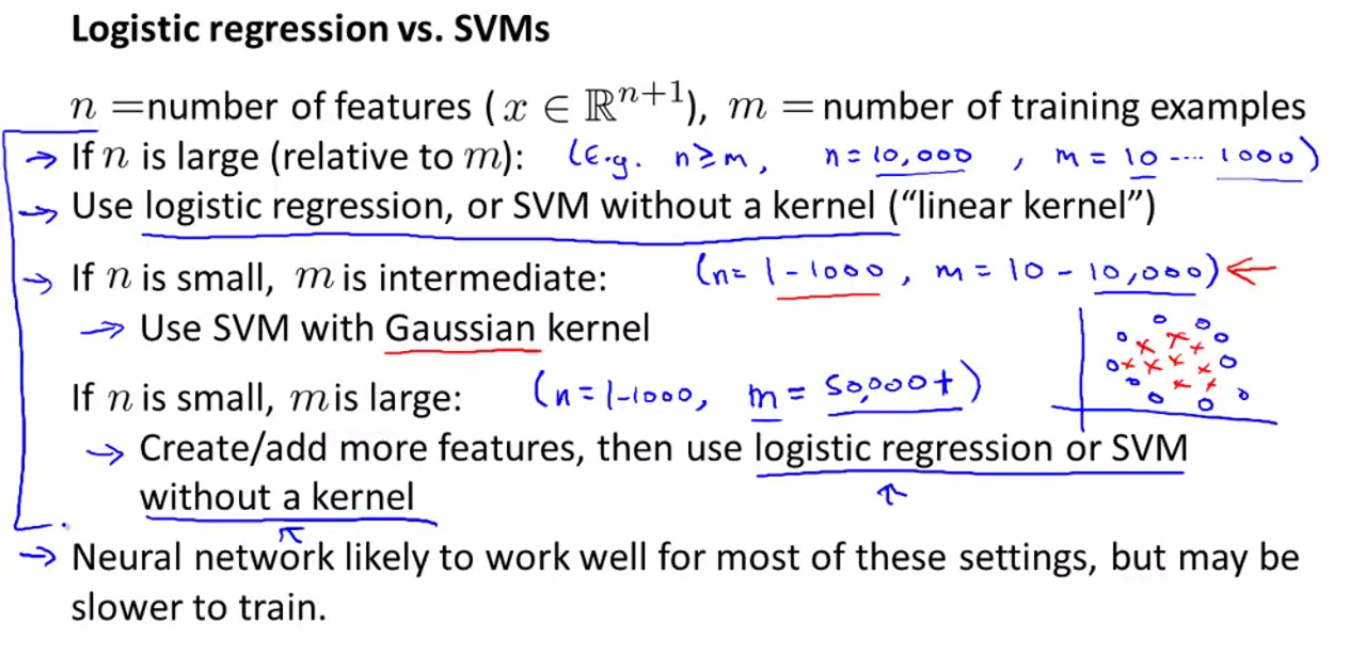 Logistic regression vs. SVMs
n =number of features (x ∈ ℝⁿ⁺¹), m = number of training examples
→ If n is large (relative to m): (E.g. n≥m, n=10,000 , m = 10 ---- 1000)
→ Use logistic regression, or SVM without a kernel (“linear kernel”)
→ If n is small, m is intermediate: (n= 1-1000 , m = 10 - 10,000) ←
→ Use SVM with Gaussian kernel
If n is small, m is large: (n=1-1000, m = 50,000+)
→ Create/add more features, then use logistic regression or SVM
without a kernel
→ Neural network likely to work well for most of these settings, but may be
slower to train.